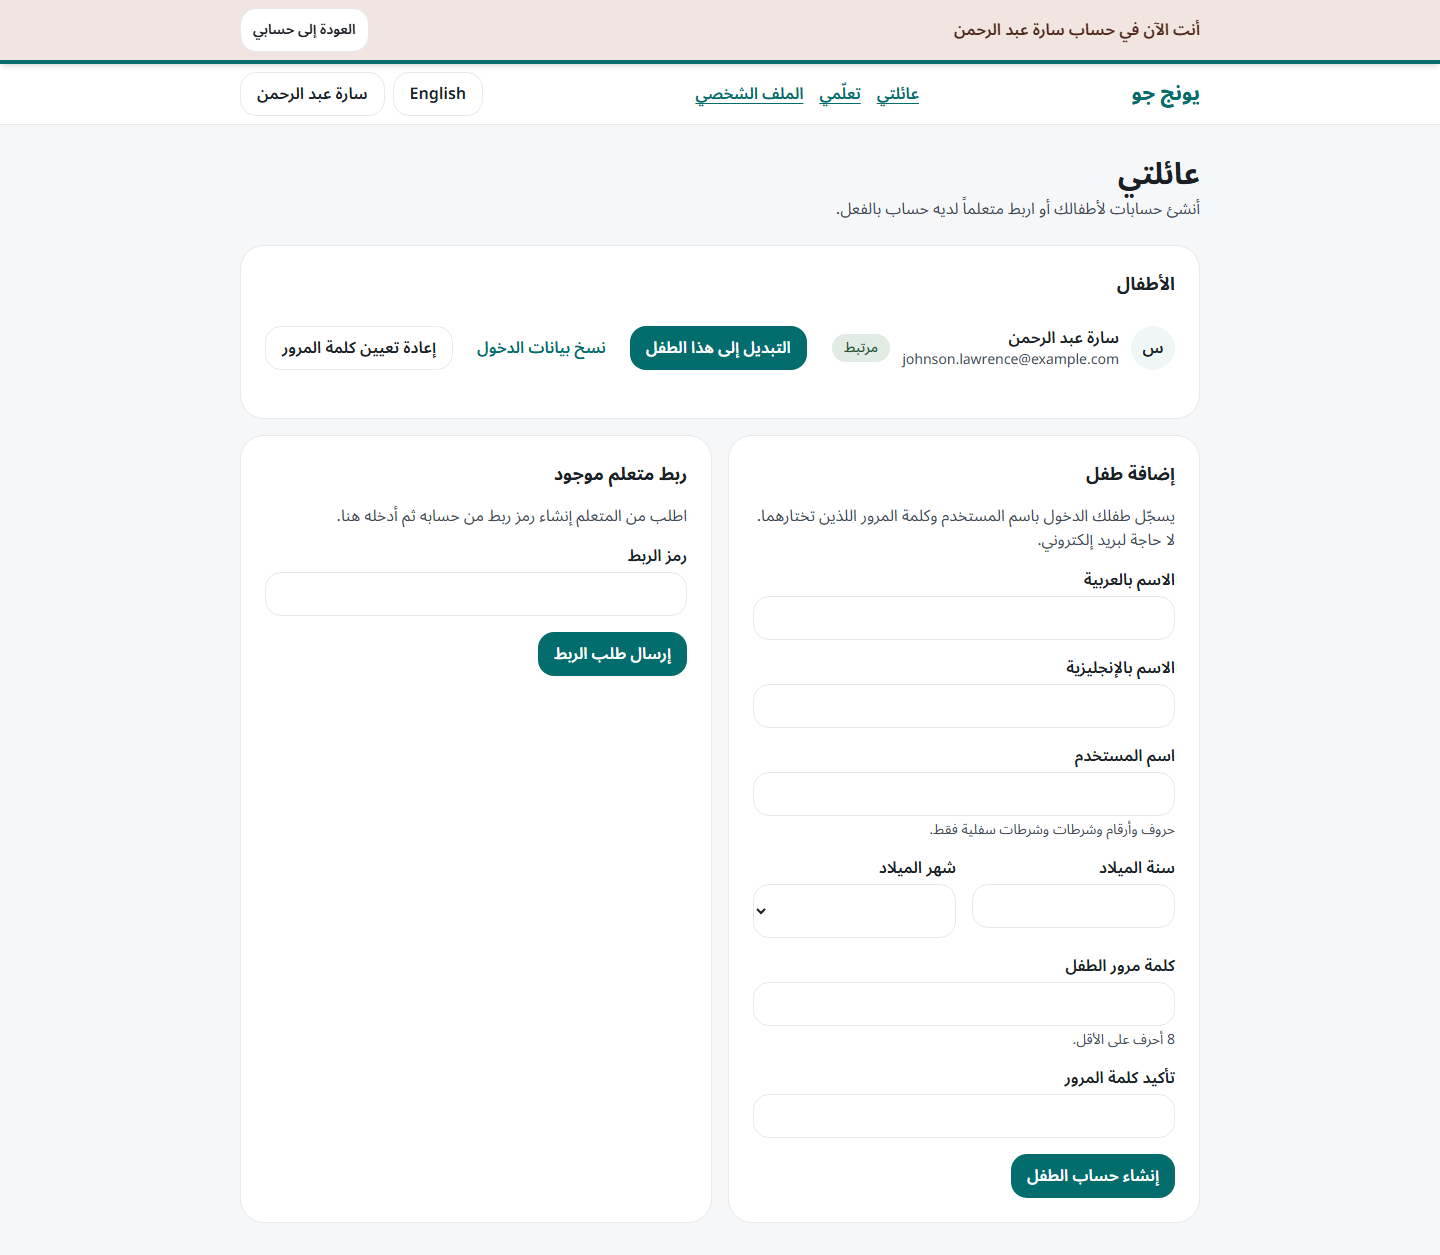 أنت الآن في حساب سارة عبد الرحمن
العودة إلى حسابي
يونج جو
عائلتي
تعلّمي
الملف الشخصي
English
سارة عبد الرحمن
عائلتي
أنشئ حسابات لأطفالك أو اربط متعلماً لديه حساب بالفعل.
الأطفال
س
سارة عبد الرحمن
johnson.lawrence@example.com
مرتبط
التبديل إلى هذا الطفل
نسخ بيانات الدخول
إعادة تعيين كلمة المرور
إضافة طفل
يسجّل طفلك الدخول باسم المستخدم وكلمة المرور اللذين تختارهما.
لا حاجة لبريد إلكتروني.
الاسم بالعربية
الاسم بالإنجليزية
اسم المستخدم
حروف وأرقام وشرطات وشرطات سفلية فقط.
سنة الميلاد
شهر الميلاد
كلمة مرور الطفل
8 أحرف على الأقل.
تأكيد كلمة المرور
إنشاء حساب الطفل
ربط متعلم موجود
اطلب من المتعلم إنشاء رمز ربط من حسابه ثم أدخله هنا.
رمز الربط
إرسال طلب الربط